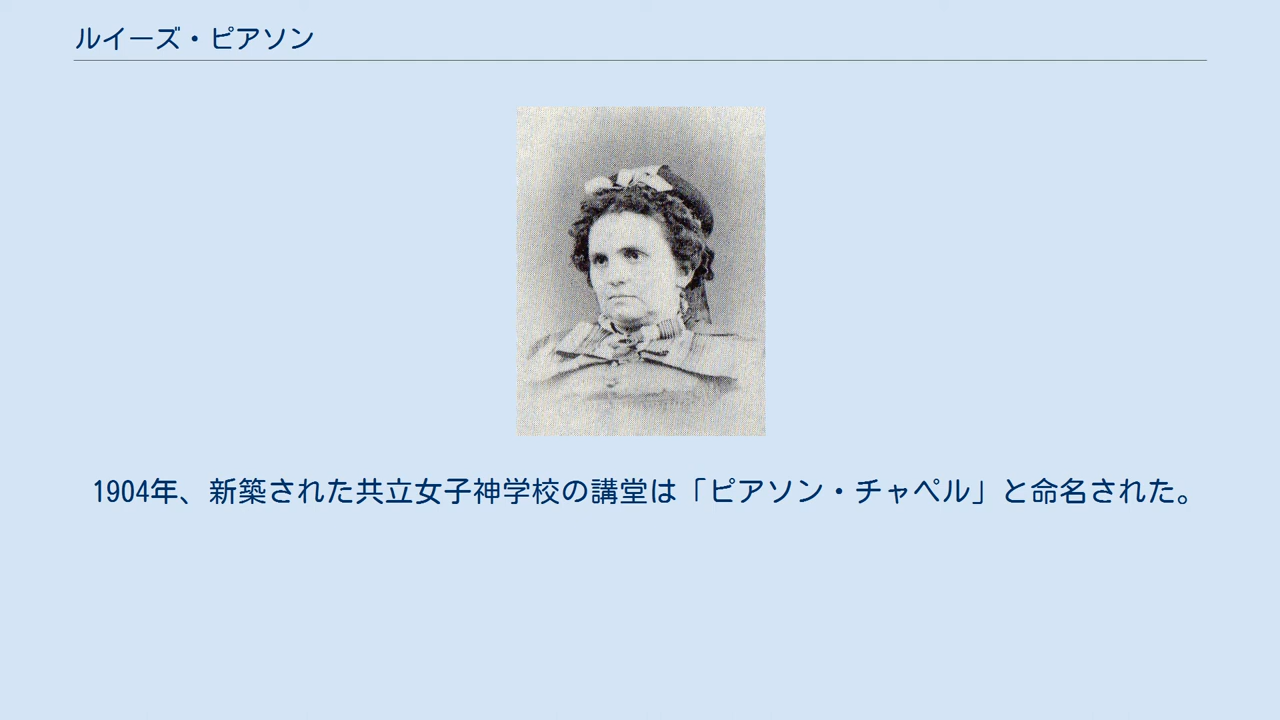 ルイーズ・ピアソン
1904年、新築された共立女子神学校の講堂は「ピアソン・チャペル」と命名された。